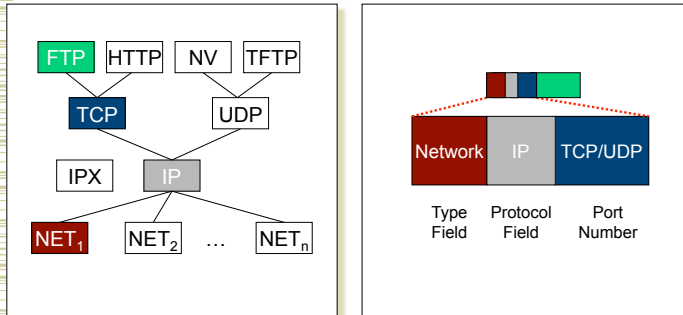 FTP HTTP NV TFTP
TCP UDP
IPX IP
NET1 NET2 … NETn
Network IP TCP/UDP
Type Protocol Port
Field Field Number